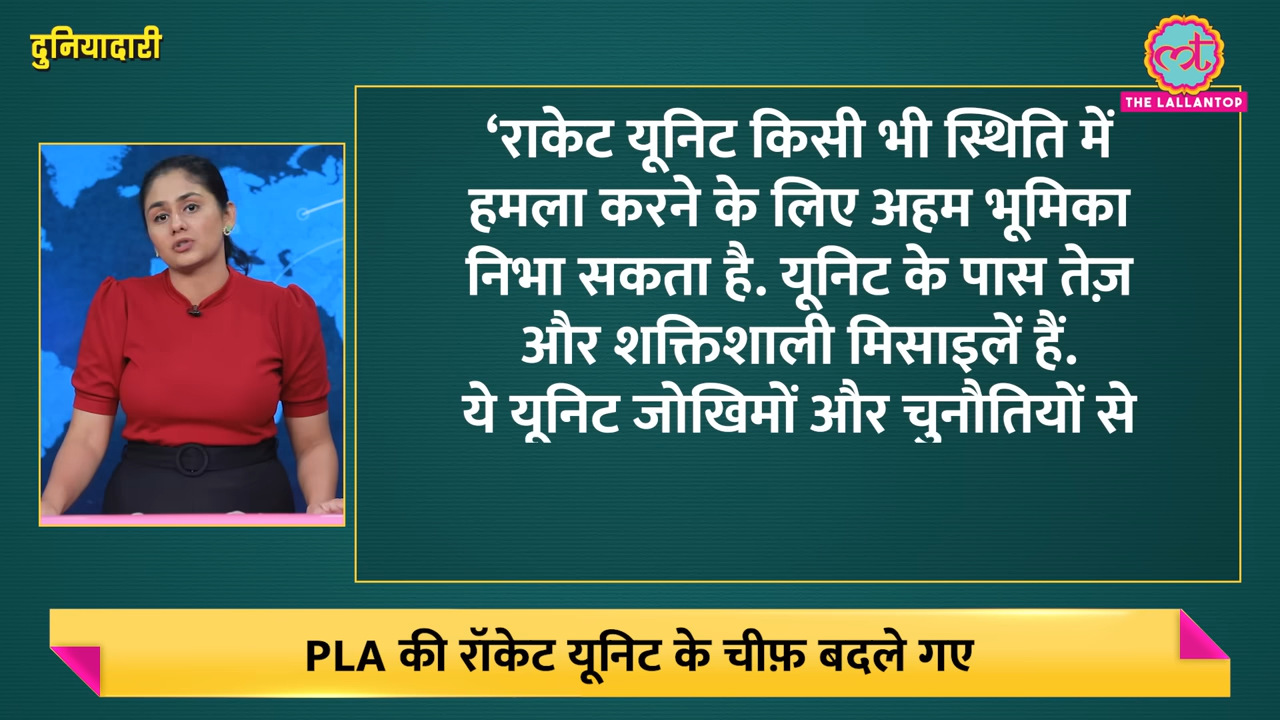 दुनियादारी
THE LALLANTOP
‘राकेट यूनिट किसी भी स्थिति में
हमला करने के लिए अहम भूमिका
निभा सकता है. यूनिट के पास तेज़
और शक्तिशाली मिसाइलें हैं.
ये यूनिट जोखिमों और चुनौतियों से
PLA की रॉकेट यूनिट के चीफ़ बदले गए